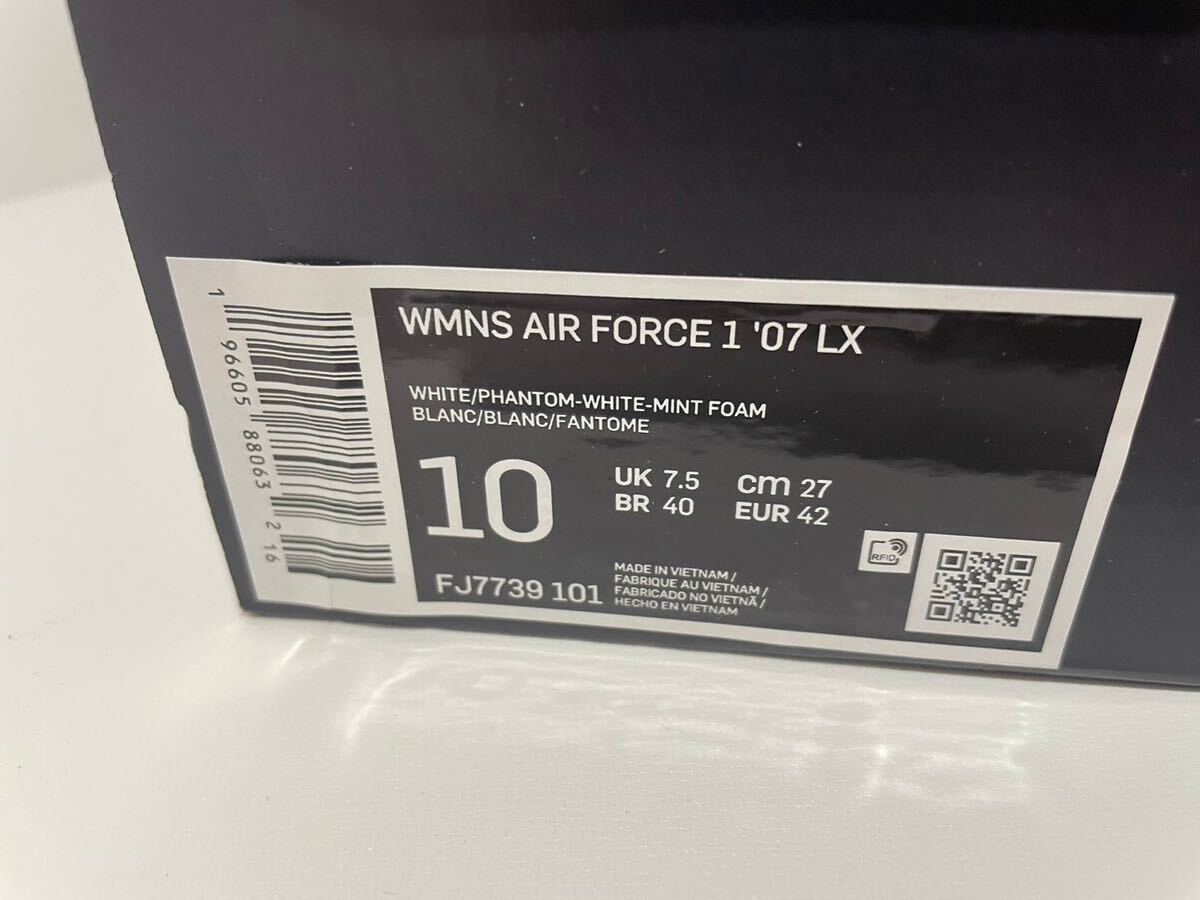 WMNS AIR FORCE 1 '07 LX
WHITE/PHANTOM-WHITE-MINT FOAM
BLANC/BLANC/FANTOME
10
UK 7.5 cm 27
BR 40 EUR 42
FJ7739 101
MADE IN VIETNAM /
FABRIQUE AU VIETNAM /
FABRICADO NO VIETNÃ /
HECHO EN VIETNAM
RFID
1 96605 88063 2 16